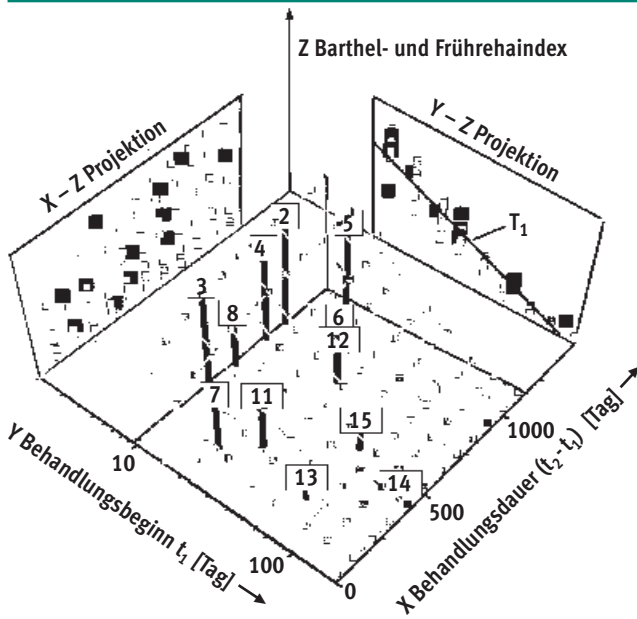 Z Barthel- und Frührehaindex
X – Z Projektion
Y – Z Projektion
T₁
2
5
4
3
8
6
12
7
11
15
13
14
10
100
0
500
1000
Y Behandlungsbeginn t₁ [Tag]
X Behandlungsdauer (t₂ - t₁) [Tag]